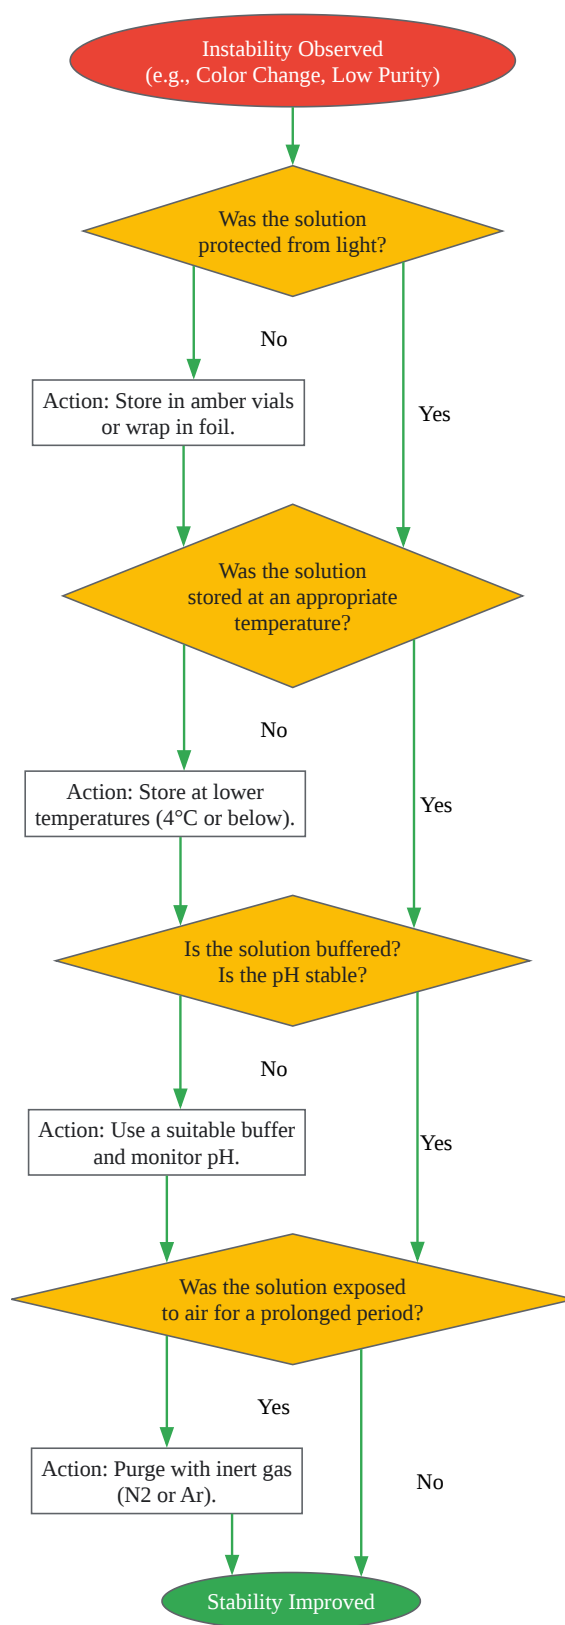 Instability Observed
(e.g., Color Change, Low Purity)
Was the solution
protected from light?
No
Action: Store in amber vials
or wrap in foil.
Yes
Was the solution
stored at an appropriate
temperature?
No
Action: Store at lower
temperatures (4°C or below).
Yes
Is the solution buffered?
Is the pH stable?
No
Action: Use a suitable buffer
and monitor pH.
Yes
Was the solution exposed
to air for a prolonged period?
Yes
Action: Purge with inert gas
(N2 or Ar).
No
Stability Improved